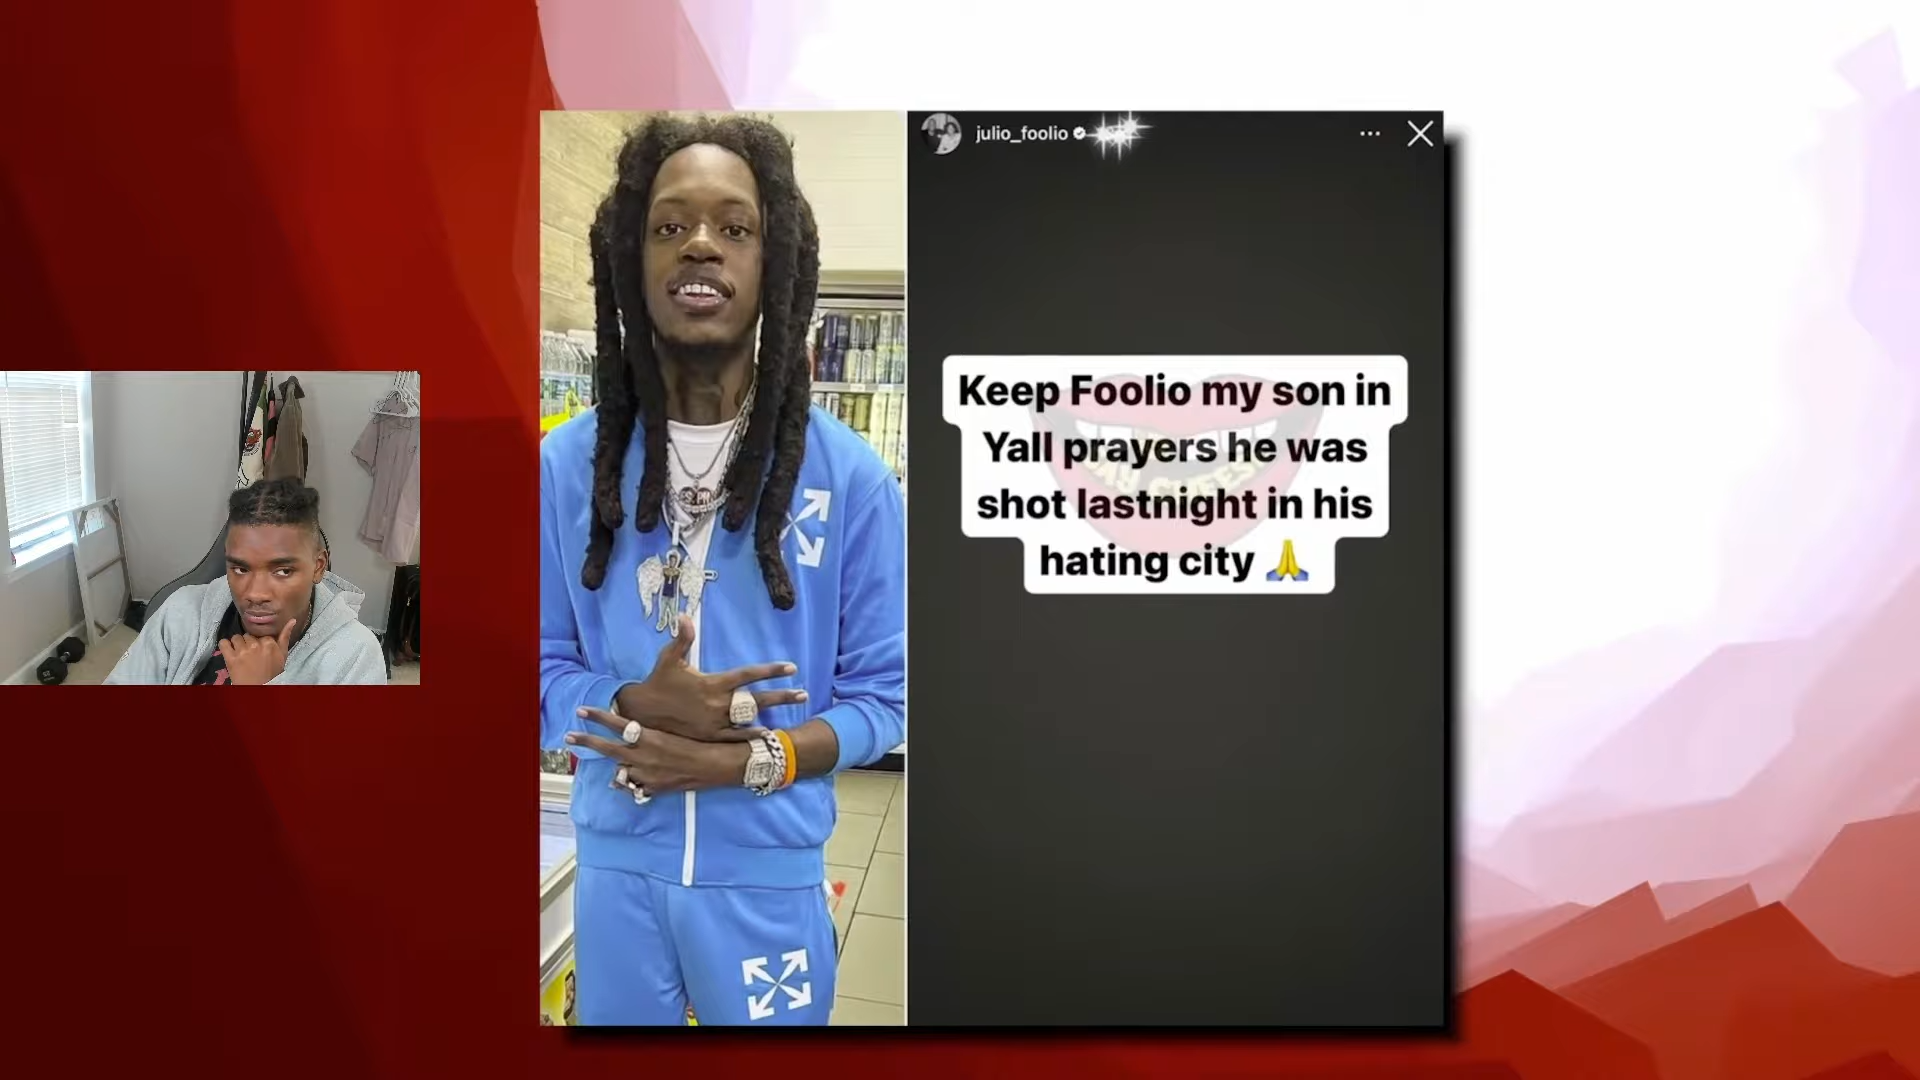 julio_foolio
Keep Foolio my son in
Yall prayers he was
shot lastnight in his
hating city 🙏